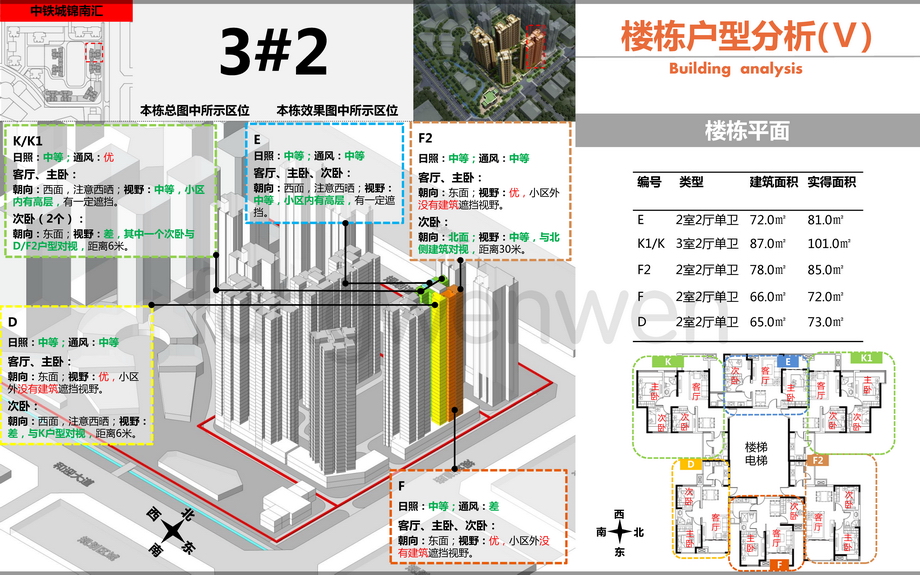 中铁城锦南汇
3#2
本栋总图中所示区位
本栋效果图中所示区位
楼栋户型分析(V)
Building analysis
楼栋平面
K/K1
日照：中等；通风：优
客厅、主卧：
朝向：西面，注意西晒；视野：中等，小区
内有高层，有一定遮挡。
次卧（2个）：
朝向：东面；视野：差，其中一个次卧与
D/F2户型对视，距离6米。
E
日照：中等；通风：中等
客厅、主卧、次卧：
朝向：西面，注意西晒；视野：
中等，小区内有高层，有一定遮
挡。
F2
日照：中等；通风：中等
客厅、主卧：
朝向：东面；视野：优，小区外
没有建筑遮挡视野。
次卧：
朝向：北面；视野：中等，与北
侧建筑对视，距离30米。
D
日照：中等；通风：中等
客厅、主卧：
朝向：东面；视野：优，小区
外没有建筑遮挡视野。
次卧：
朝向：西面，注意西晒；视野：
差，与K户型对视，距离6米。
F
日照：中等；通风：差
客厅、主卧、次卧：
朝向：东面；视野：优，小区外没
有建筑遮挡视野。
编号 类型 建筑面积 实得面积
E 2室2厅单卫 72.0㎡ 81.0㎡
K1/K 3室2厅单卫 87.0㎡ 101.0㎡
F2 2室2厅单卫 78.0㎡ 85.0㎡
F 2室2厅单卫 66.0㎡ 72.0㎡
D 2室2厅单卫 65.0㎡ 73.0㎡
和迎大道
西 北
南 东
K
E
K1
主卧
客厅
次卧
次卧
次卧
客厅
主卧
客厅
主卧
次卧
次卧
楼梯
电梯
D
F2
次卧
客厅
主卧
次卧
客厅
主卧
次卧
主卧
客厅
F
西
南 北
东